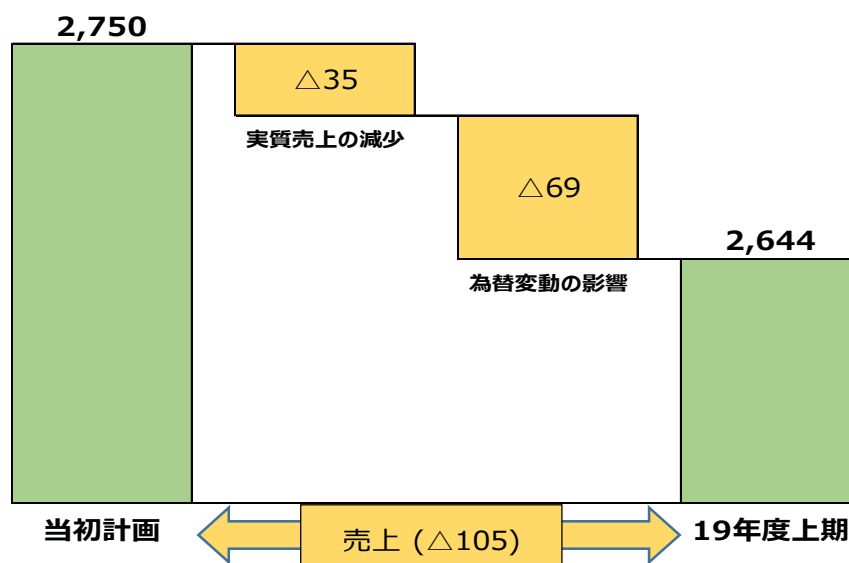 2,750
△35
実質売上の減少
△69
為替変動の影響
2,644
当初計画
売上 (△105)
19年度上期